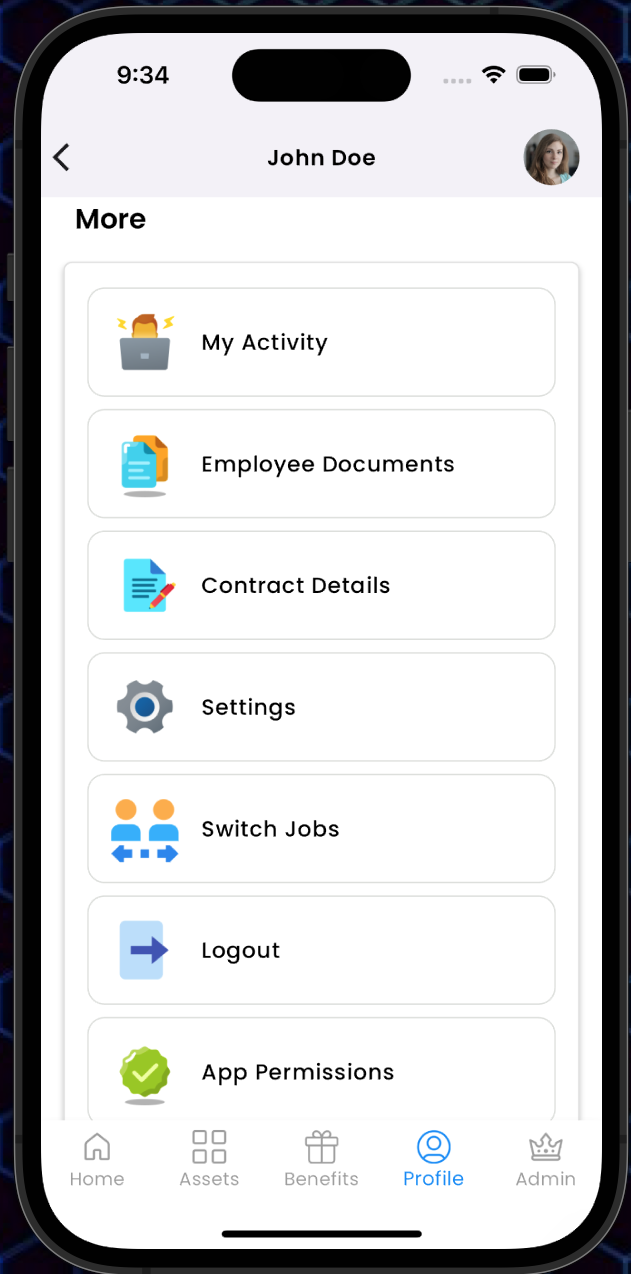 9:34
John Doe
More
My Activity
Employee Documents
Contract Details
Settings
Switch Jobs
Logout
App Permissions
Home Assets Benefits Profile Admin